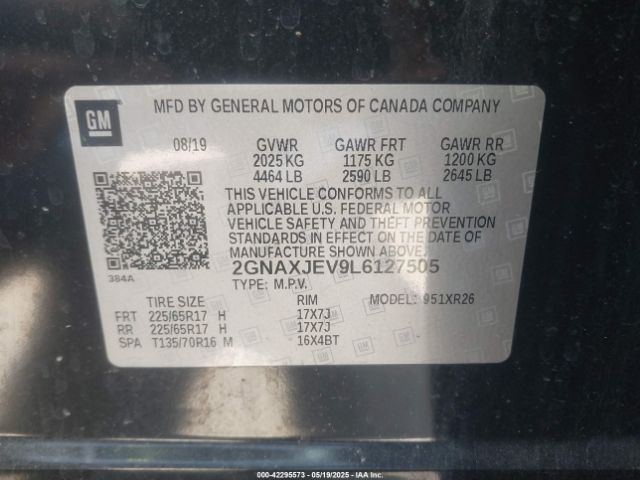 GM
MFD BY GENERAL MOTORS OF CANADA COMPANY
08/19 GVWR GAWR FRT GAWR RR
2025 KG 1175 KG 1200 KG
4464 LB 2590 LB 2645 LB
THIS VEHICLE CONFORMS TO ALL
APPLICABLE U.S. FEDERAL MOTOR
VEHICLE SAFETY AND THEFT PREVENTION
STANDARDS IN EFFECT ON THE DATE OF
MANUFACTURE SHOWN ABOVE.
384A
2GNAXJEV9L6127505
TYPE: M.P.V.
TIRE SIZE RIM MODEL: 951XR26
FRT 225/65R17 H 17X7J
RR 225/65R17 H 17X7J
SPA T135/70R16 M 16X4BT
000-42295573 - 05/19/2025 - IAA Inc.